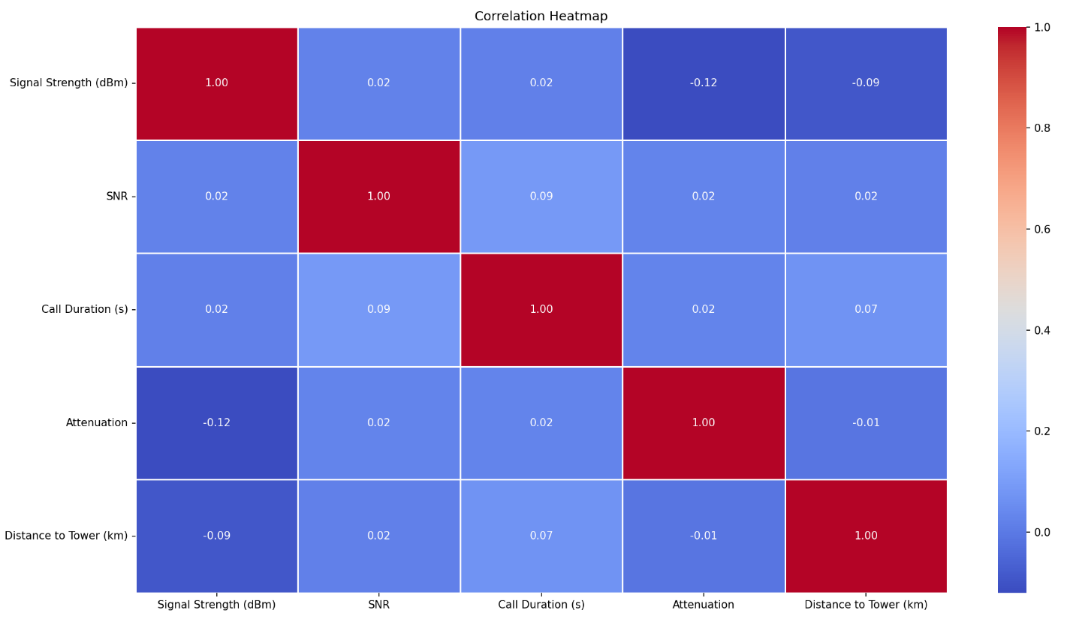 Correlation Heatmap
Signal Strength (dBm) 1.00 0.02 0.02 -0.12 -0.09
SNR 0.02 1.00 0.09 0.02 0.02
Call Duration (s) 0.02 0.09 1.00 0.02 0.07
Attenuation -0.12 0.02 0.02 1.00 -0.01
Distance to Tower (km) -0.09 0.02 0.07 -0.01 1.00
Signal Strength (dBm) SNR Call Duration (s) Attenuation Distance to Tower (km)
1.0
0.8
0.6
0.4
0.2
0.0